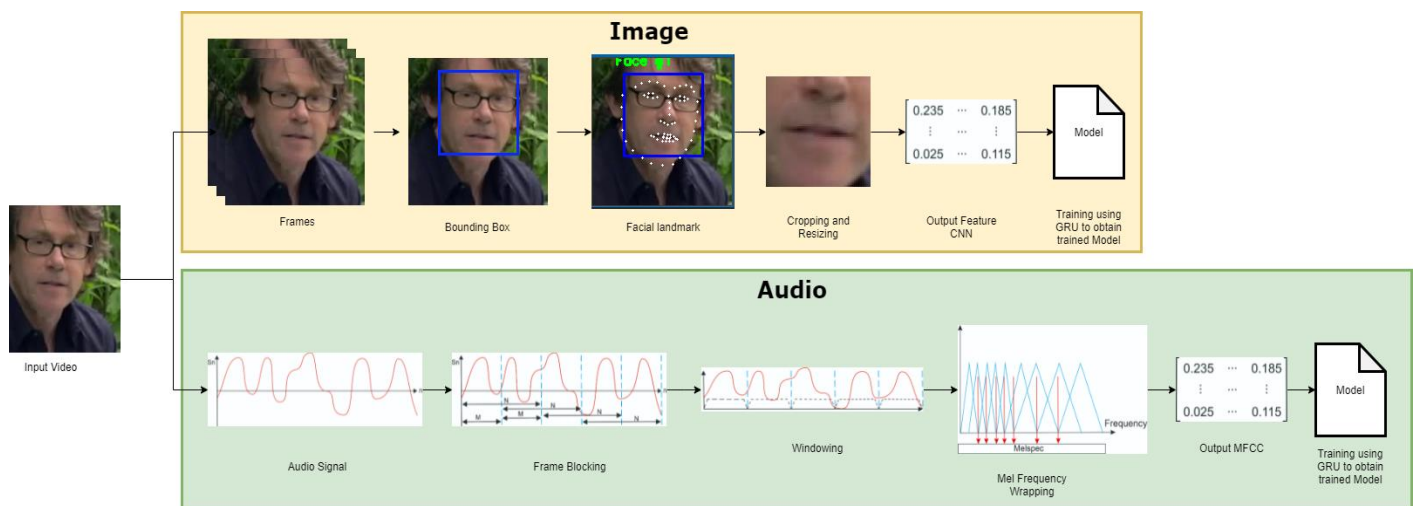 Image
Face #1
0.235 ... 0.185
⋮ ... ⋮
0.025 ... 0.115
Model
Frames
Bounding Box
Facial landmark
Cropping and
Resizing
Output Feature
CNN
Training using
GRU to obtain
trained Model
Input Video
Audio
Sn
n
Audio Signal
Sn
N
N
N
N
M
M
Frame Blocking
Windowing
Frequency
Melspec
Mel Frequency
Wrapping
0.235 ... 0.185
⋮ ... ⋮
0.025 ... 0.115
Output MFCC
Model
Training using
GRU to obtain
trained Model